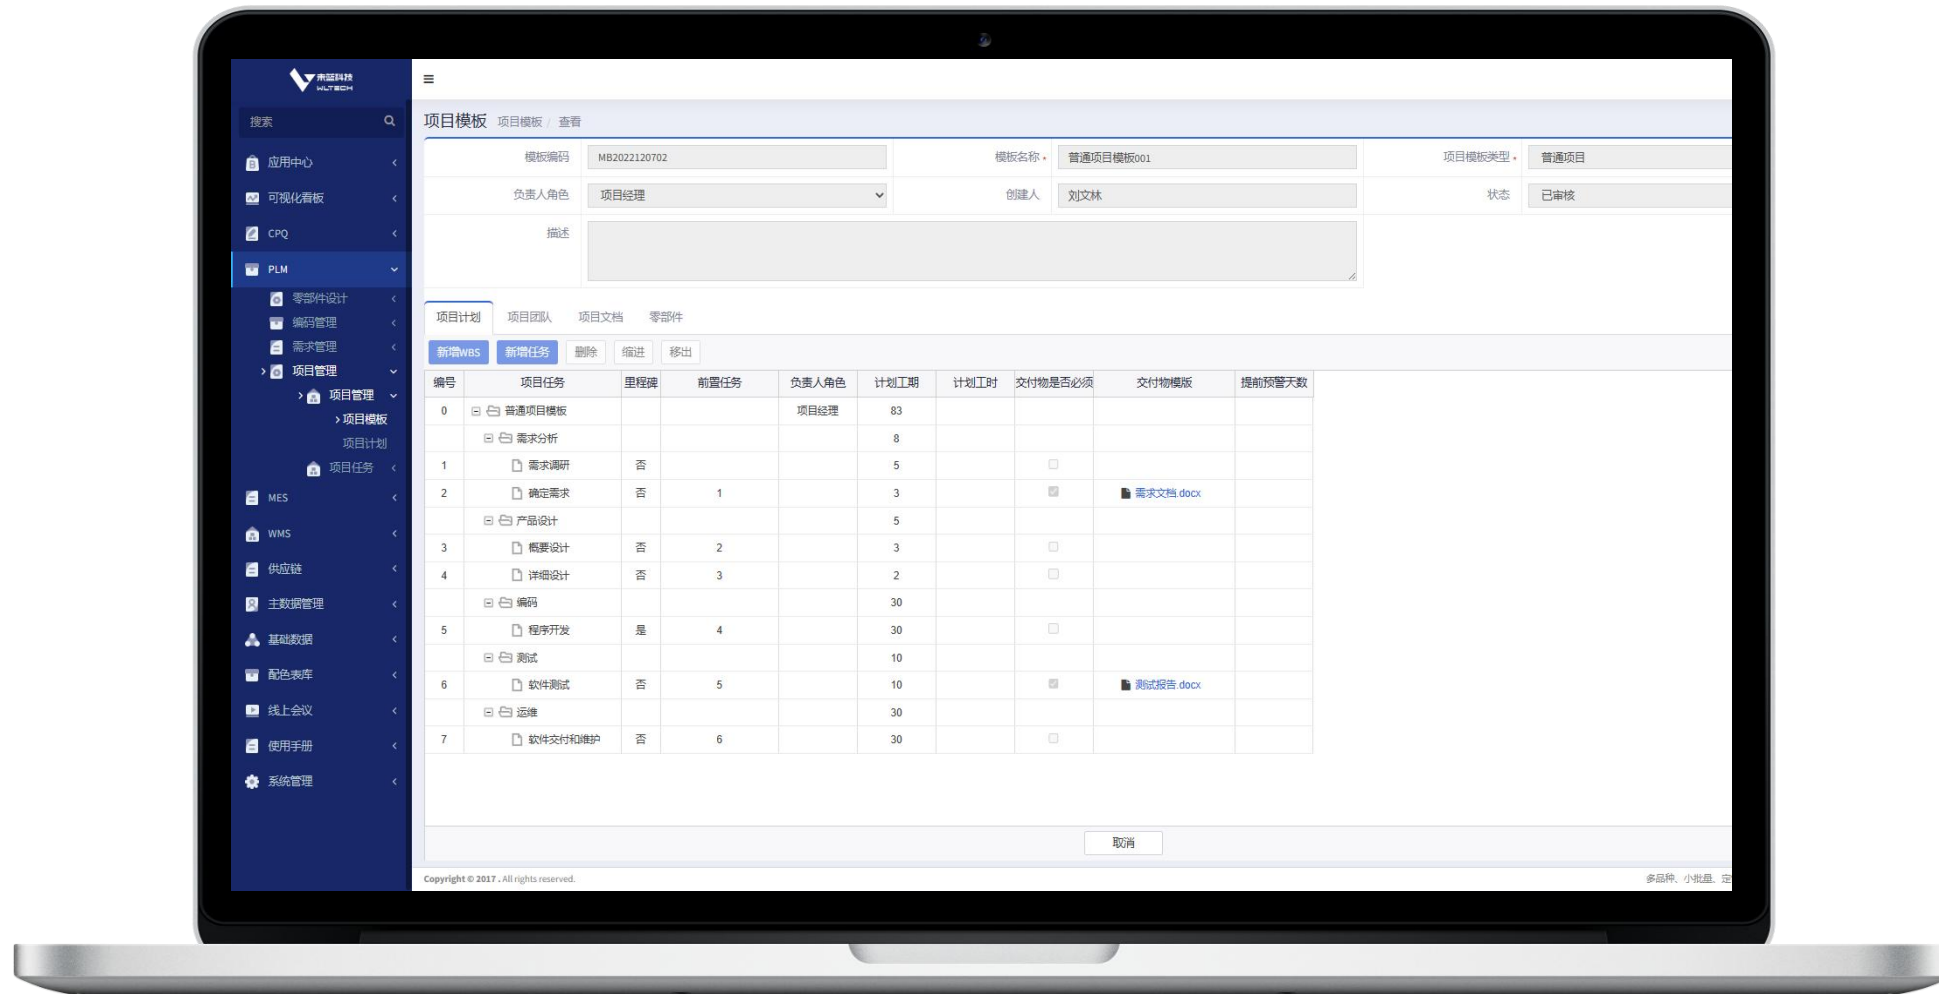 未蓝科技
WLTECH
搜索
应用中心
可视化看板
CPQ
PLM
零部件设计
编码管理
需求管理
项目管理
项目管理
项目模板
项目计划
项目任务
MES
WMS
供应链
主数据管理
基础数据
配色表库
线上会议
使用手册
系统管理
项目模板 项目模板 / 查看
模板编码 MB2022120702 模板名称 普通项目模板001 项目模板类型 普通项目
负责人角色 项目经理 创建人 刘文林 状态 已审核
描述
项目计划 项目团队 项目文档 零部件
新增WBS 新增任务 删除 缩进 移出
编号 项目任务 里程碑 前置任务 负责人角色 计划工期 计划工时 交付物是否必须 交付物模版 提前预警天数
0 普通项目模板 项目经理 83
需求分析 8
1 需求调研 否 5
2 确定需求 否 1 3 需求文档.docx
产品设计 5
3 概要设计 否 2 3
4 详细设计 否 3 2
编码 30
5 程序开发 是 4 30
测试 10
6 软件测试 否 5 10 测试报告.docx
运维 30
7 软件交付和维护 否 6 30
取消
Copyright © 2017 . All rights reserved.
多品种、小批量、定